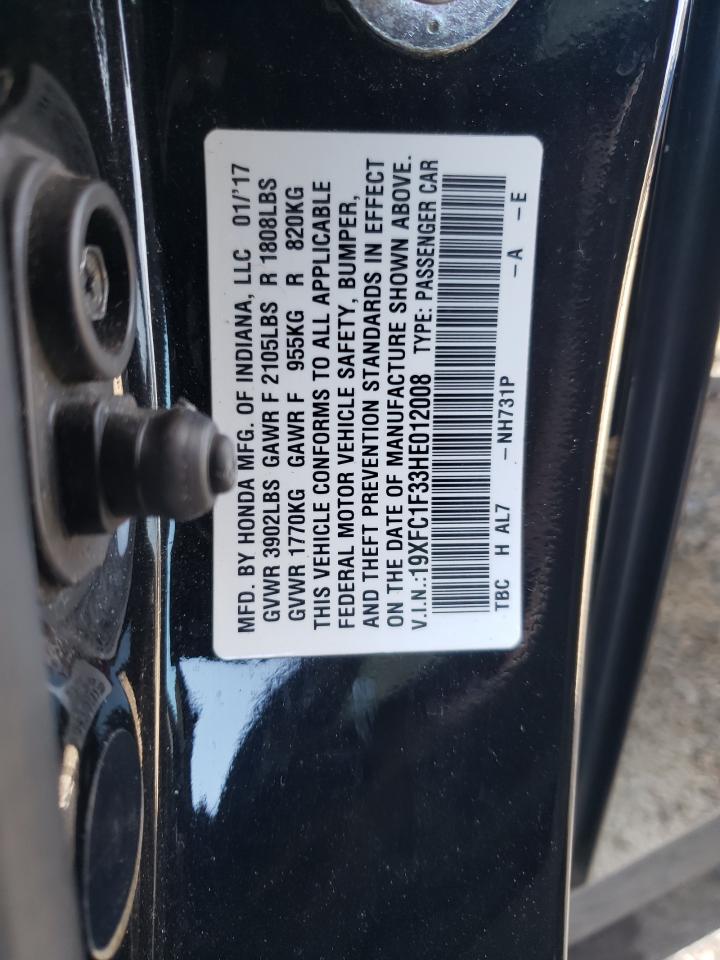 MFD. BY HONDA MFG. OF INDIANA, LLC 01/'17
GVWR 3902LBS GAWR F 2105LBS R 1808LBS
GVWR 1770KG GAWR F 955KG R 820KG
THIS VEHICLE CONFORMS TO ALL APPLICABLE
FEDERAL MOTOR VEHICLE SAFETY, BUMPER,
AND THEFT PREVENTION STANDARDS IN EFFECT
ON THE DATE OF MANUFACTURE SHOWN ABOVE.
V.I.N.:19XFC1F33HE012008 TYPE: PASSENGER CAR
TBC H AL7 -NH731P -A -E